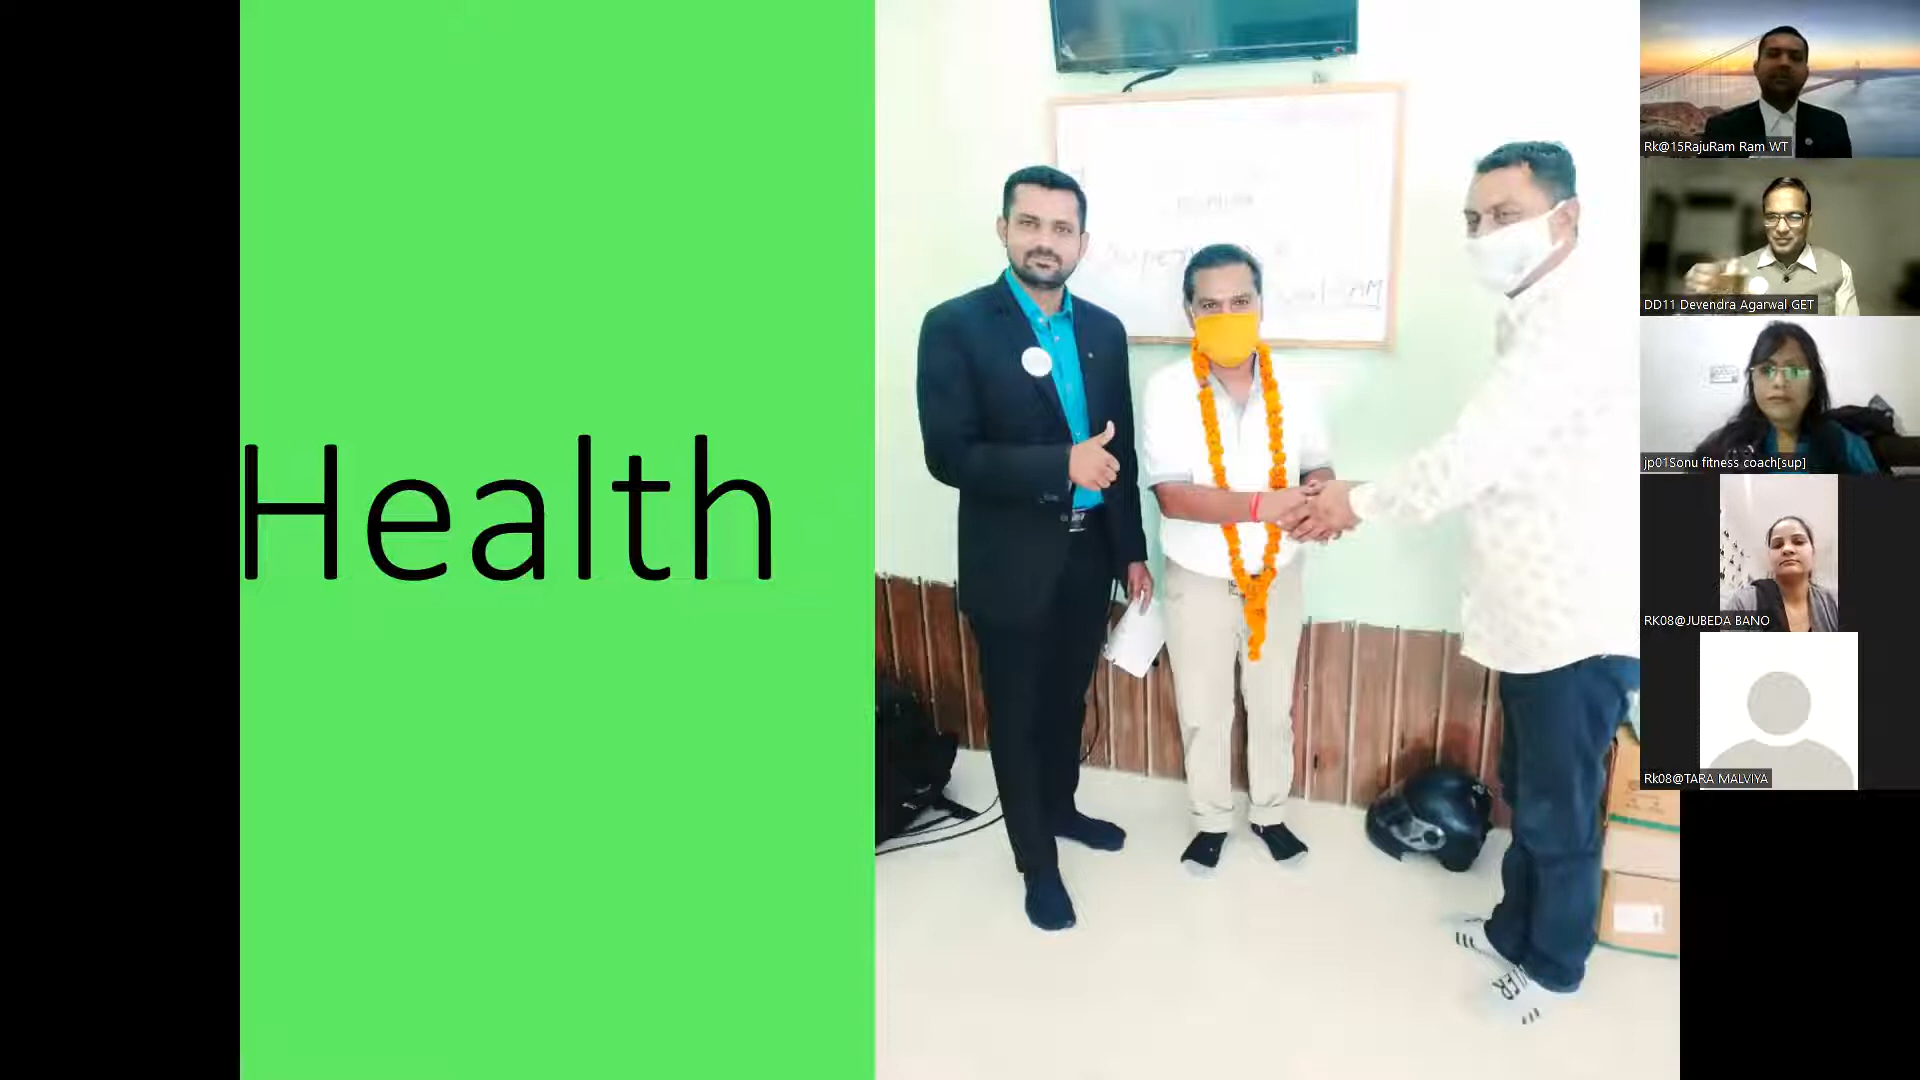 Health
Rk@15RajuRam Ram WT
DD11 Devendra Agarwal GET
jp01Sonu fitness coach[sup]
RK08@JUBEDA BANO
Rk08@TARA MALVIYA